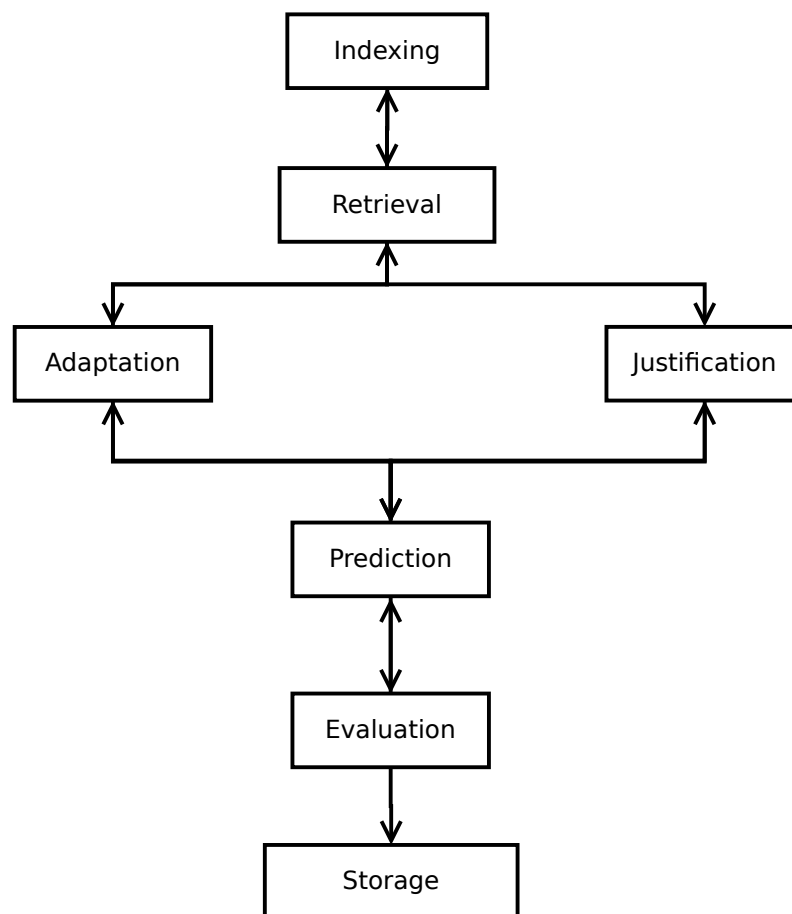 Indexing
Retrieval
Adaptation
Justification
Prediction
Evaluation
Storage